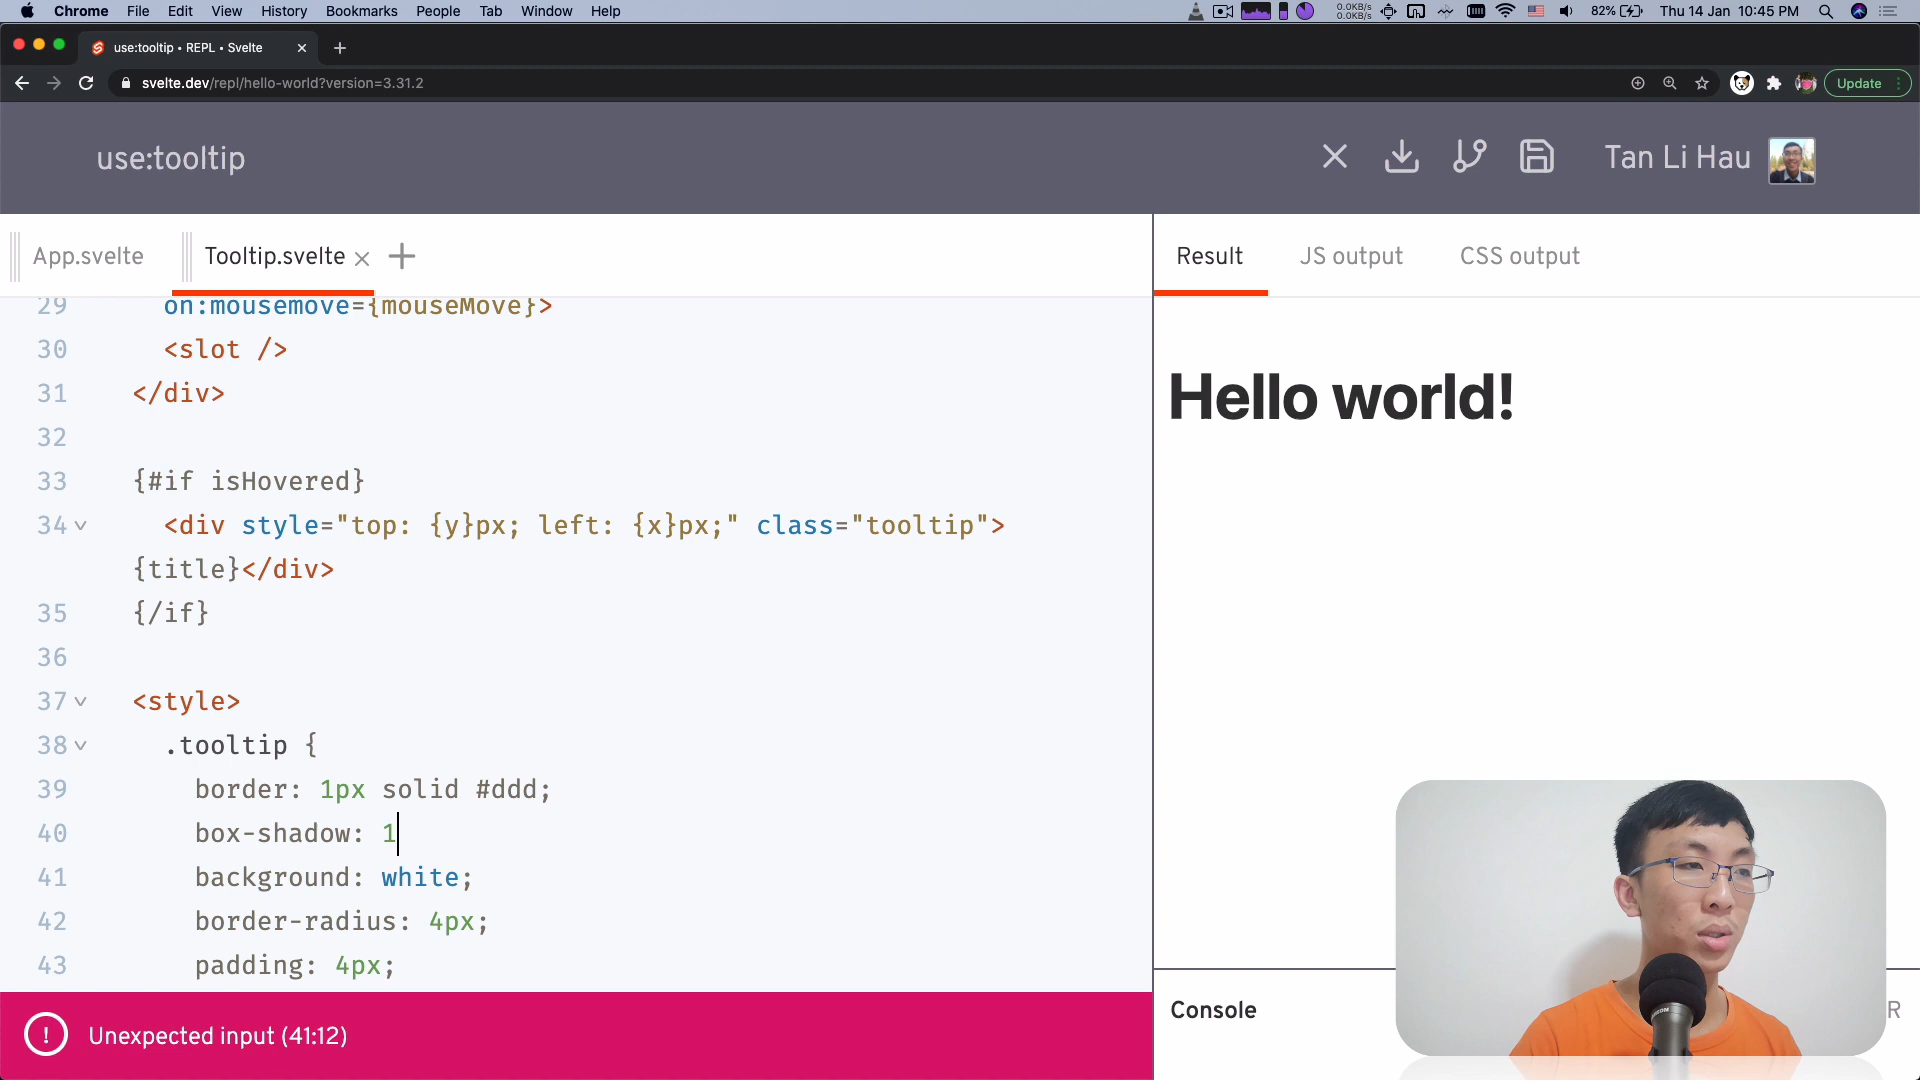 Chrome File Edit View History Bookmarks People Tab Window Help 0.0KB/s 0.0KB/s 82% Thu 14 Jan 10:45 PM
use:tooltip • REPL • Svelte
svelte.dev/repl/hello-world?version=3.31.2 Update
use:tooltip Tan Li Hau
App.svelte Tooltip.svelte Result JS output CSS output
29 on:mousemove={mouseMove}>
30 <slot />
31 </div>
32
33 {#if isHovered}
34 <div style="top: {y}px; left: {x}px;" class="tooltip">
{title}</div>
35 {/if}
36
37 <style>
38 .tooltip {
39 border: 1px solid #ddd;
40 box-shadow: 1
41 background: white;
42 border-radius: 4px;
43 padding: 4px;
! Unexpected input (41:12)
Hello world!
Console R